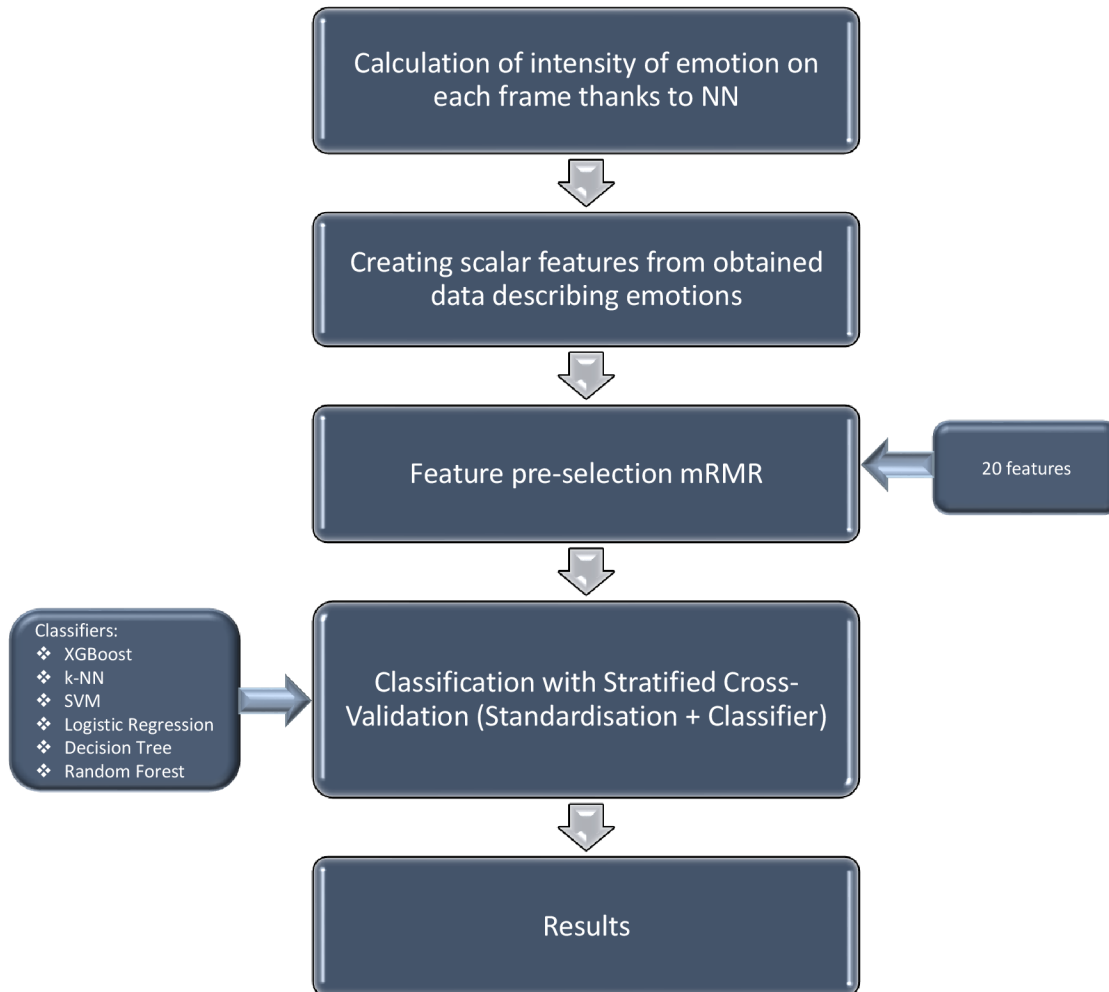 Calculation of intensity of emotion on
each frame thanks to NN
Creating scalar features from obtained
data describing emotions
Feature pre-selection mRMR
20 features
Classifiers:
❖ XGBoost
❖ k-NN
❖ SVM
❖ Logistic Regression
❖ Decision Tree
❖ Random Forest
Classification with Stratified Cross-
Validation (Standardisation + Classifier)
Results